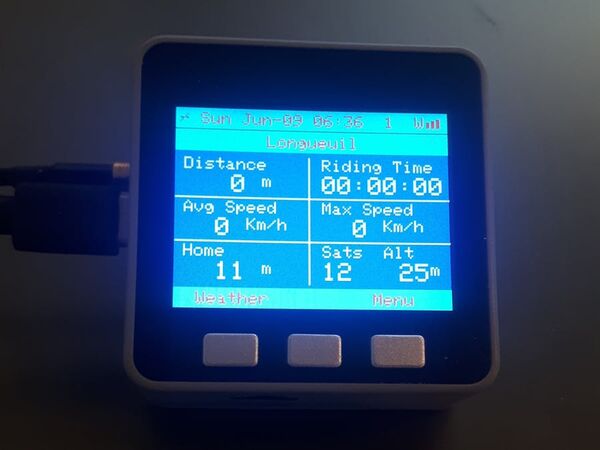 Sun Jun-09 06:36 1 W
Longueuil
Distance Riding Time
0 m 00:00:00
Avg Speed Max Speed
0 Km/h 0 Km/h
Home Sats Alt
11 m 12 25m
Weather Menu